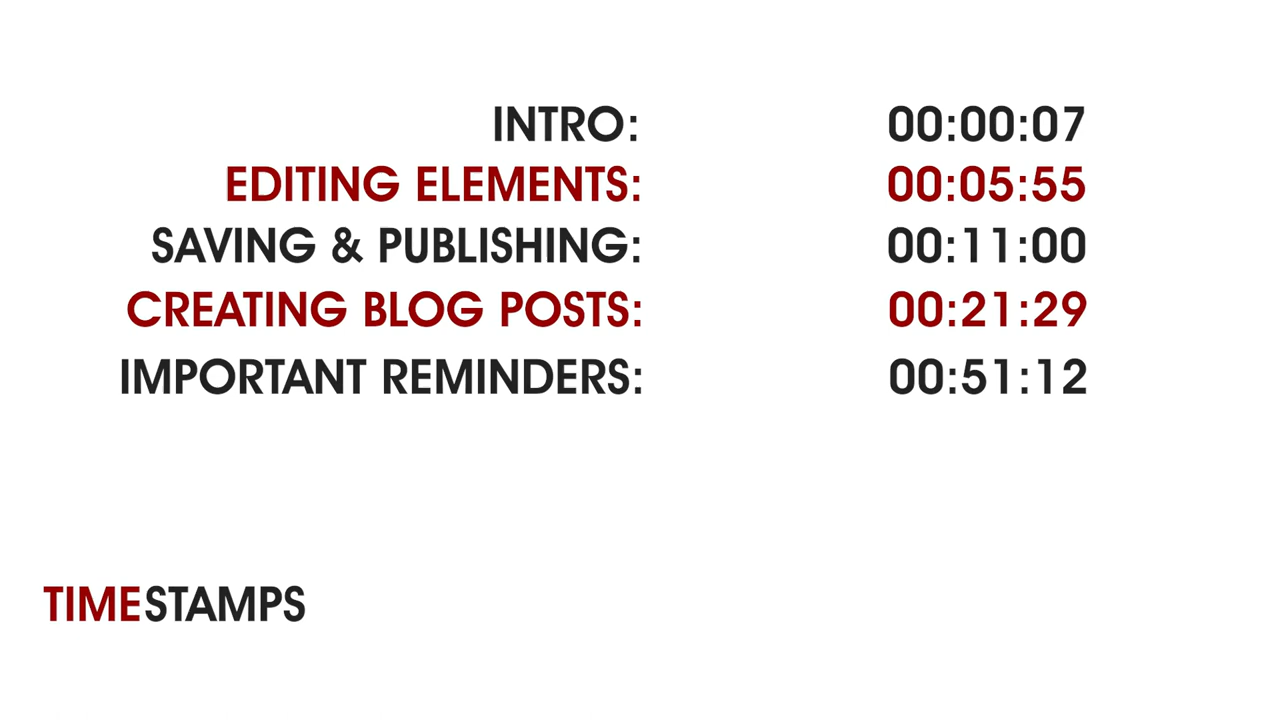 INTRO: 00:00:07
EDITING ELEMENTS: 00:05:55
SAVING & PUBLISHING: 00:11:00
CREATING BLOG POSTS: 00:21:29
IMPORTANT REMINDERS: 00:51:12
TIMESTAMPS